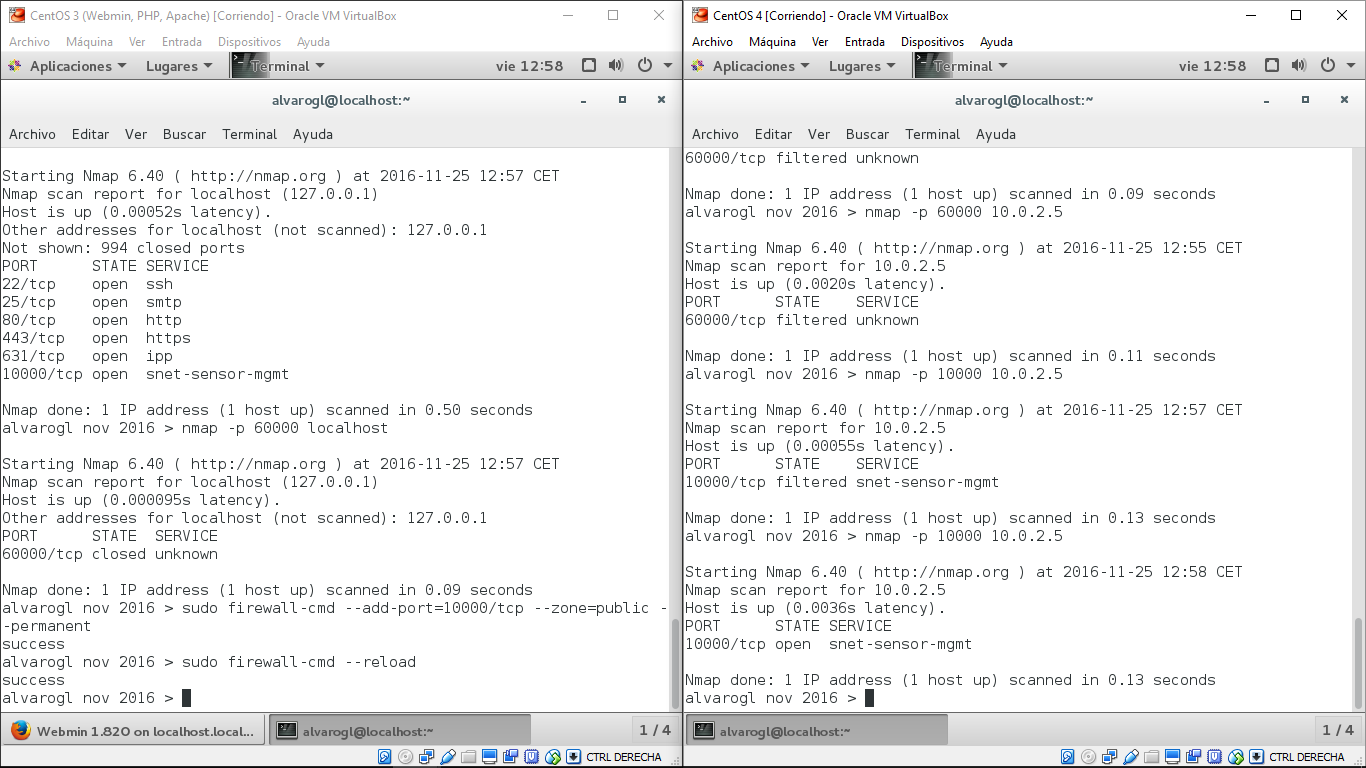 CentOS 3 (Webmin, PHP, Apache) [Corriendo] - Oracle VM VirtualBox
Archivo Máquina Ver Entrada Dispositivos Ayuda
Aplicaciones Lugares Terminal vie 12:58
alvarogl@localhost:~
Archivo Editar Ver Buscar Terminal Ayuda
Starting Nmap 6.40 ( http://nmap.org ) at 2016-11-25 12:57 CET
Nmap scan report for localhost (127.0.0.1)
Host is up (0.00052s latency).
Other addresses for localhost (not scanned): 127.0.0.1
Not shown: 994 closed ports
PORT      STATE SERVICE
22/tcp    open  ssh
25/tcp    open  smtp
80/tcp    open  http
443/tcp   open  https
631/tcp   open  ipp
10000/tcp open  snet-sensor-mgmt
Nmap done: 1 IP address (1 host up) scanned in 0.50 seconds
alvarogl nov 2016 > nmap -p 60000 localhost
Starting Nmap 6.40 ( http://nmap.org ) at 2016-11-25 12:57 CET
Nmap scan report for localhost (127.0.0.1)
Host is up (0.000095s latency).
Other addresses for localhost (not scanned): 127.0.0.1
PORT      STATE  SERVICE
60000/tcp closed unknown
Nmap done: 1 IP address (1 host up) scanned in 0.09 seconds
alvarogl nov 2016 > sudo firewall-cmd --add-port=10000/tcp --zone=public -
-permanent
success
alvarogl nov 2016 > sudo firewall-cmd --reload
success
alvarogl nov 2016 >
Webmin 1.820 on localhost.local...
alvarogl@localhost:~
1 / 4
CTRL DERECHA
CentOS 4 [Corriendo] - Oracle VM VirtualBox
Archivo Máquina Ver Entrada Dispositivos Ayuda
Aplicaciones Lugares Terminal vie 12:58
alvarogl@localhost:~
Archivo Editar Ver Buscar Terminal Ayuda
60000/tcp filtered unknown
Nmap done: 1 IP address (1 host up) scanned in 0.09 seconds
alvarogl nov 2016 > nmap -p 60000 10.0.2.5
Starting Nmap 6.40 ( http://nmap.org ) at 2016-11-25 12:55 CET
Nmap scan report for 10.0.2.5
Host is up (0.0020s latency).
PORT      STATE    SERVICE
60000/tcp filtered unknown
Nmap done: 1 IP address (1 host up) scanned in 0.11 seconds
alvarogl nov 2016 > nmap -p 10000 10.0.2.5
Starting Nmap 6.40 ( http://nmap.org ) at 2016-11-25 12:57 CET
Nmap scan report for 10.0.2.5
Host is up (0.00055s latency).
PORT      STATE    SERVICE
10000/tcp filtered snet-sensor-mgmt
Nmap done: 1 IP address (1 host up) scanned in 0.13 seconds
alvarogl nov 2016 > nmap -p 10000 10.0.2.5
Starting Nmap 6.40 ( http://nmap.org ) at 2016-11-25 12:58 CET
Nmap scan report for 10.0.2.5
Host is up (0.0036s latency).
PORT      STATE SERVICE
10000/tcp open  snet-sensor-mgmt
Nmap done: 1 IP address (1 host up) scanned in 0.13 seconds
alvarogl nov 2016 >
alvarogl@localhost:~
1 / 4
CTRL DERECHA